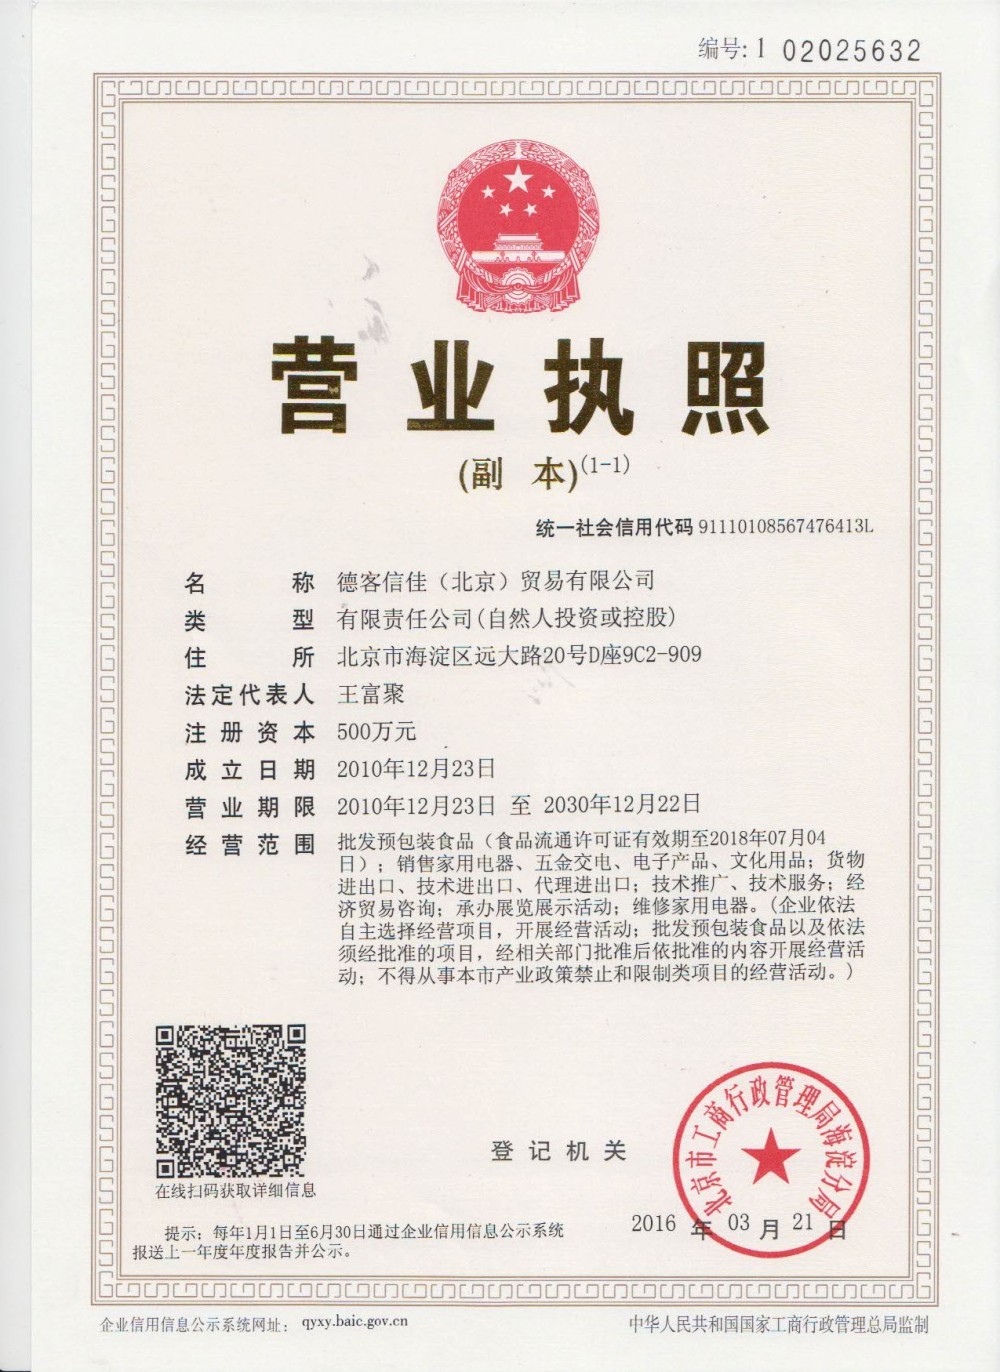 编号: 1 02025632
营业执照
(副 本)(1-1)
统一社会信用代码 91110108567476413L
名 称 德客信佳（北京）贸易有限公司
类 型 有限责任公司(自然人投资或控股)
住 所 北京市海淀区远大路20号D座9C2-909
法定代表人 王富聚
注册资本 500万元
成立日期 2010年12月23日
营业期限 2010年12月23日 至 2030年12月22日
经营范围 批发预包装食品（食品流通许可证有效期至2018年07月04
日）；销售家用电器、五金交电、电子产品、文化用品；货物
进出口、技术进出口、代理进出口；技术推广、技术服务；经
济贸易咨询；承办展览展示活动；维修家用电器。(企业依法
自主选择经营项目，开展经营活动；批发预包装食品以及依法
须经批准的项目，经相关部门批准后依批准的内容开展经营活
动；不得从事本市产业政策禁止和限制类项目的经营活动。)
在线扫码获取详细信息
登记机关
北京市工商行政管理局海淀分局
2016 年 03 月 21 日
提示：每年1月1日至6月30日通过企业信用信息公示系统
报送上一年度年度报告并公示。
企业信用信息公示系统网址： qyxy.baic.gov.cn
中华人民共和国国家工商行政管理总局监制